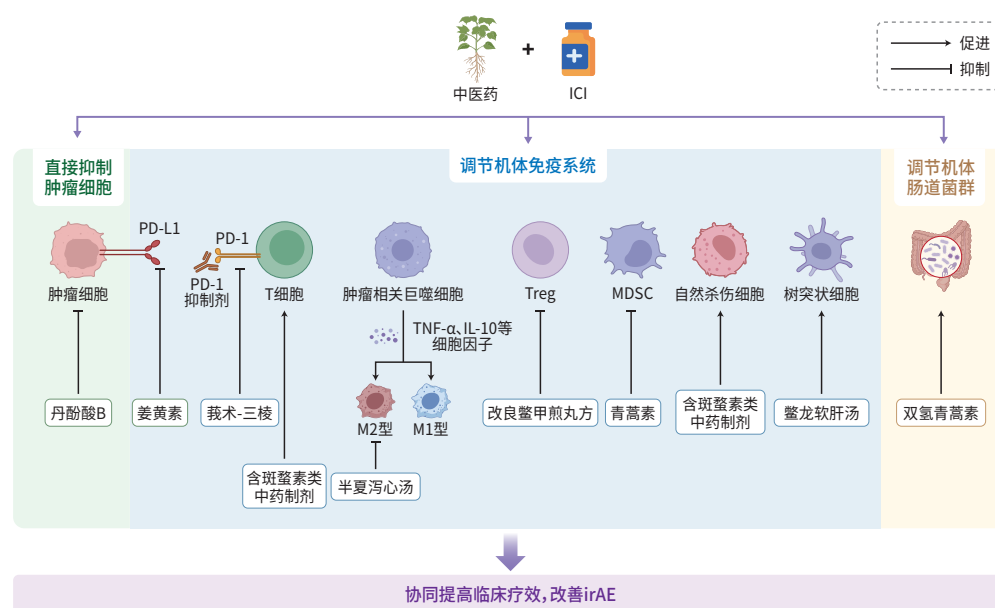 中医药
+
ICI
促进
抑制
直接抑制
肿瘤细胞
调节机体免疫系统
调节机体
肠道菌群
PD-L1
PD-1
PD-1
抑制剂
肿瘤细胞
T细胞
肿瘤相关巨噬细胞
Treg
MDSC
自然杀伤细胞
树突状细胞
TNF-α、IL-10等
细胞因子
M2型
M1型
丹酚酸B
姜黄素
莪术-三棱
含斑蝥素类
中药制剂
半夏泻心汤
改良鳖甲煎丸方
青蒿素
含斑蝥素类
中药制剂
鳖龙软肝汤
双氢青蒿素
协同提高临床疗效，改善irAE